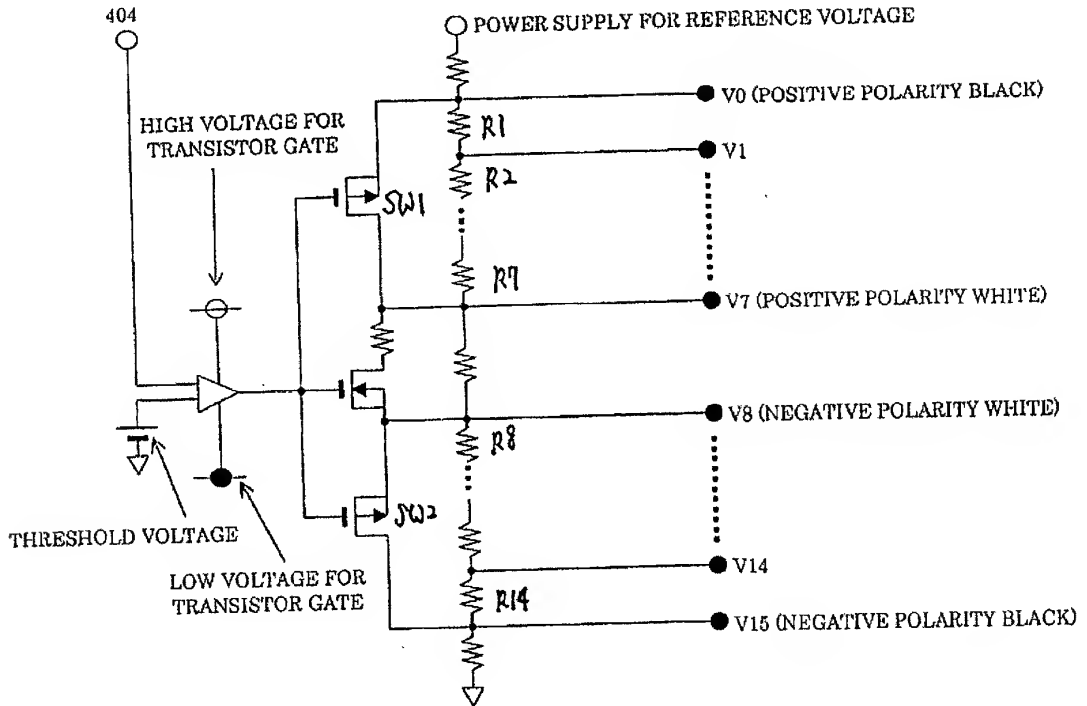 404
POWER SUPPLY FOR REFERENCE VOLTAGE
V0 (POSITIVE POLARITY BLACK)
R1
HIGH VOLTAGE FOR
TRANSISTOR GATE
V1
R2
SW1
R7
V7 (POSITIVE POLARITY WHITE)
V8 (NEGATIVE POLARITY WHITE)
R8
SW2
THRESHOLD VOLTAGE
LOW VOLTAGE FOR
TRANSISTOR GATE
V14
R14
V15 (NEGATIVE POLARITY BLACK)